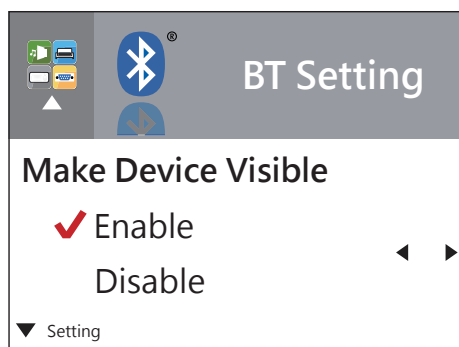 ®
BT Setting
Make Device Visible
Enable
Disable
Setting